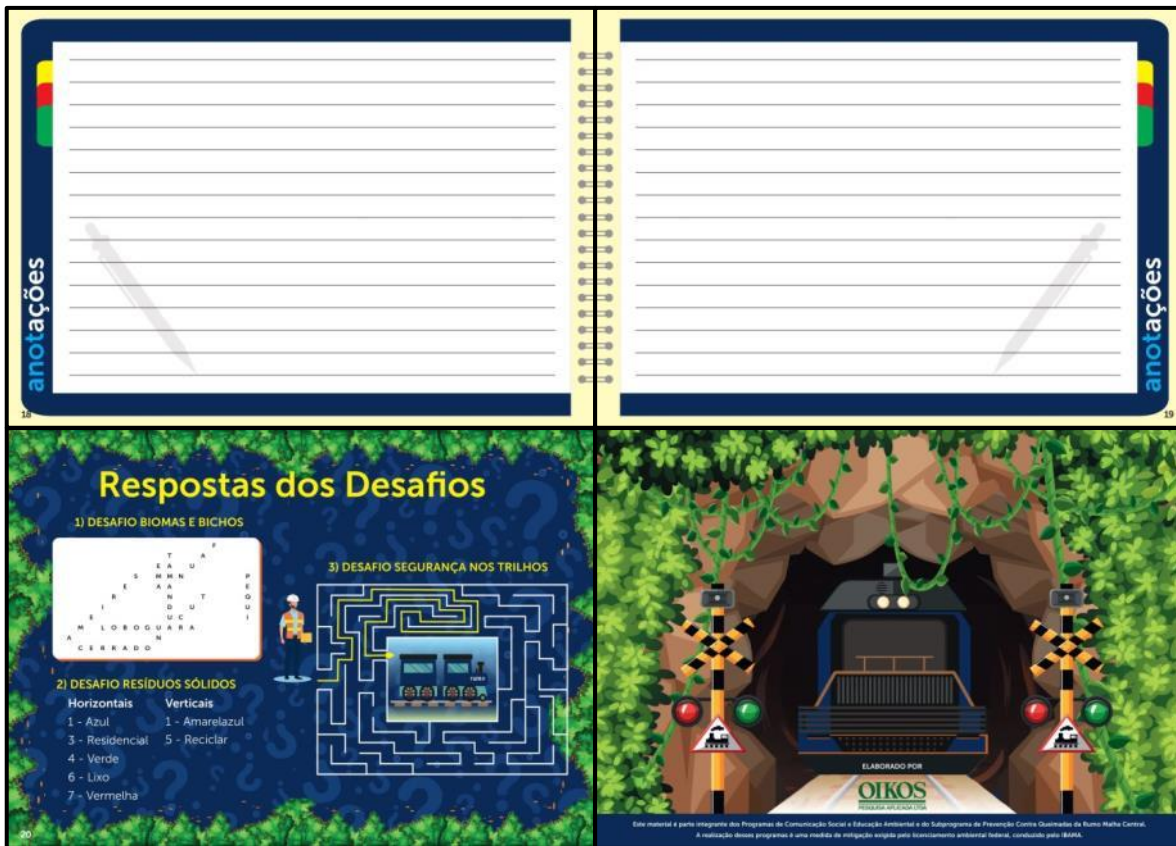 anotações
18
anotações
19
Respostas dos Desafios
1) DESAFIO BIOMAS E BICHOS
F
T A
E A U
S M M N P
E A A E
R N U T Q
I D U U
S U C I
M L O B O G U A R A
A N
C E R R A D O
2) DESAFIO RESÍDUOS SÓLIDOS
Horizontais Verticais
1 - Azul 1 - Amarelazul
3 - Residencial 5 - Reciclar
4 - Verde
6 - Lixo
7 - Vermelha
3) DESAFIO SEGURANÇA NOS TRILHOS
rumo
20
ELABORADO POR
OIKOS
PESQUISA APLICADA LTDA
Este material é parte integrante dos Programas de Comunicação Social e Educação Ambiental e do Subprograma de Prevenção Contra Queimadas da Rumo Malha Central.
A realização desses programas é uma medida de mitigação exigida pelo licenciamento ambiental federal, conduzido pelo IBAMA.